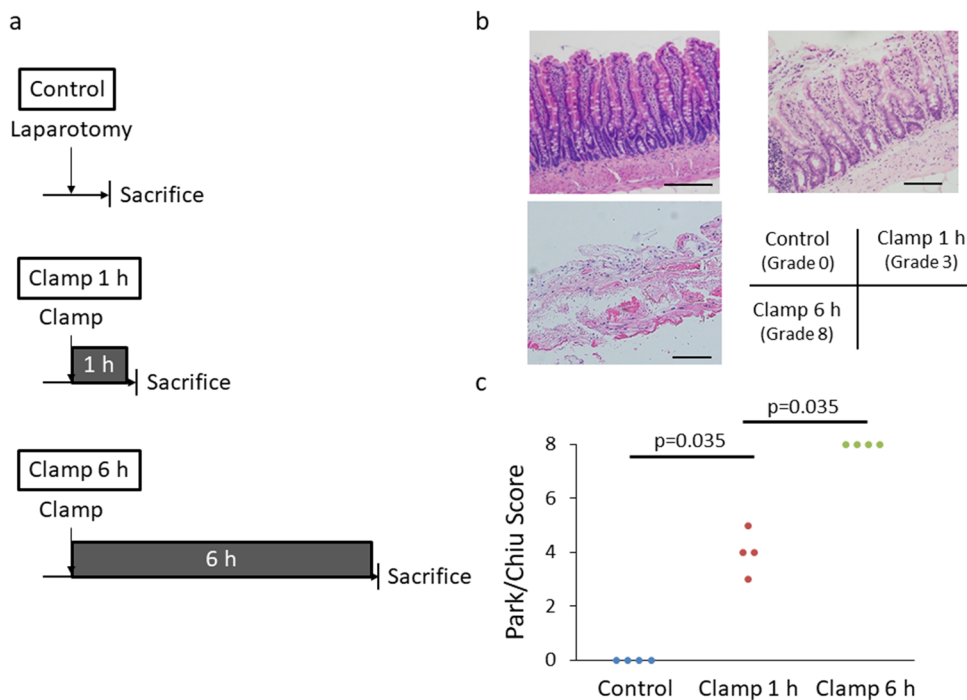 a
Control
Laparotomy
Sacrifice
Clamp 1 h
Clamp
1 h
Sacrifice
Clamp 6 h
Clamp
6 h
Sacrifice
b
Control
(Grade 0)
Clamp 1 h
(Grade 3)
Clamp 6 h
(Grade 8)
c
p=0.035
p=0.035
Park/Chiu Score
8
6
4
2
0
Control Clamp 1 h Clamp 6 h